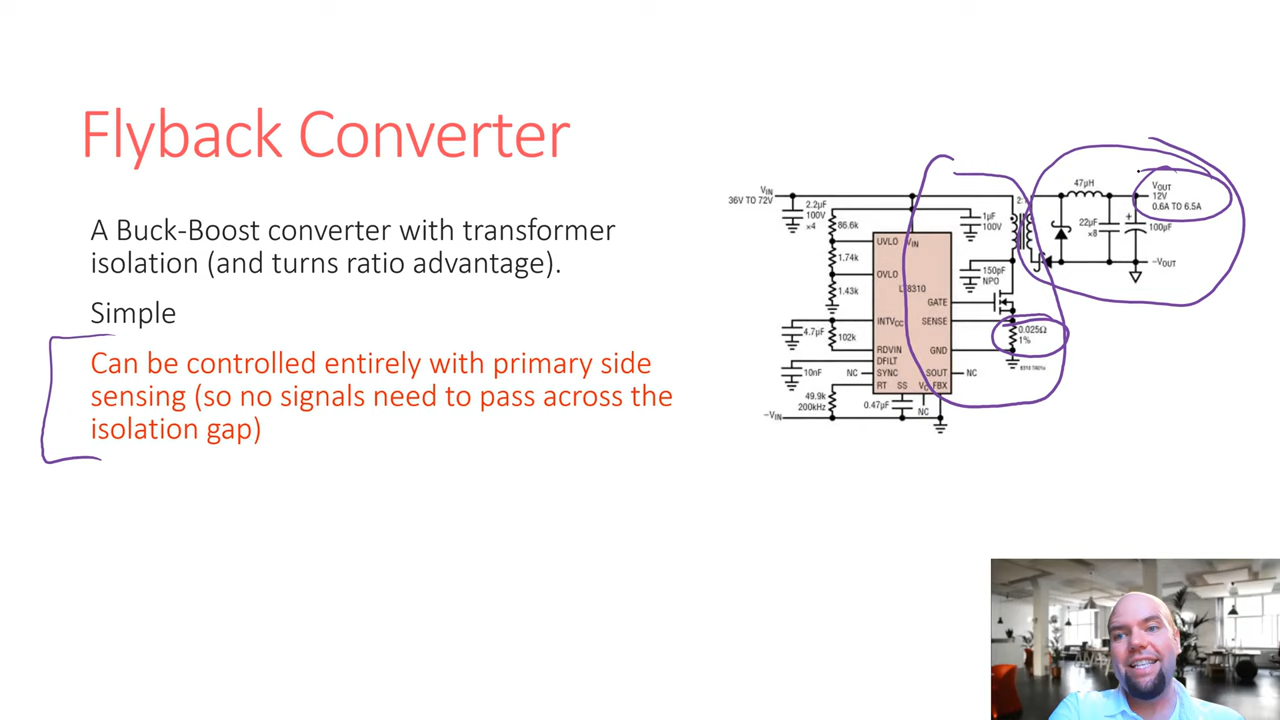 Flyback Converter
A Buck-Boost converter with transformer
isolation (and turns ratio advantage).
Simple
Can be controlled entirely with primary side
sensing (so no signals need to pass across the
isolation gap)
VIN
36V TO 72V
2.2µF
100V
×4
86.6k
1.74k
1.43k
4.7µF
102k
10nF
NC
49.9k
200kHz
0.47µF
NC
−VIN
UVLO
VIN
OVLO
GATE
INTVCC
SENSE
RDVIN
GND
DFILT
SYNC
SOUT
NC
RT
SS
VC
FBX
1µF
100V
150pF
NPO
0.025Ω
1%
47µH
22µF
×8
+
100µF
VOUT
12V
0.6A TO 6.5A
−VOUT